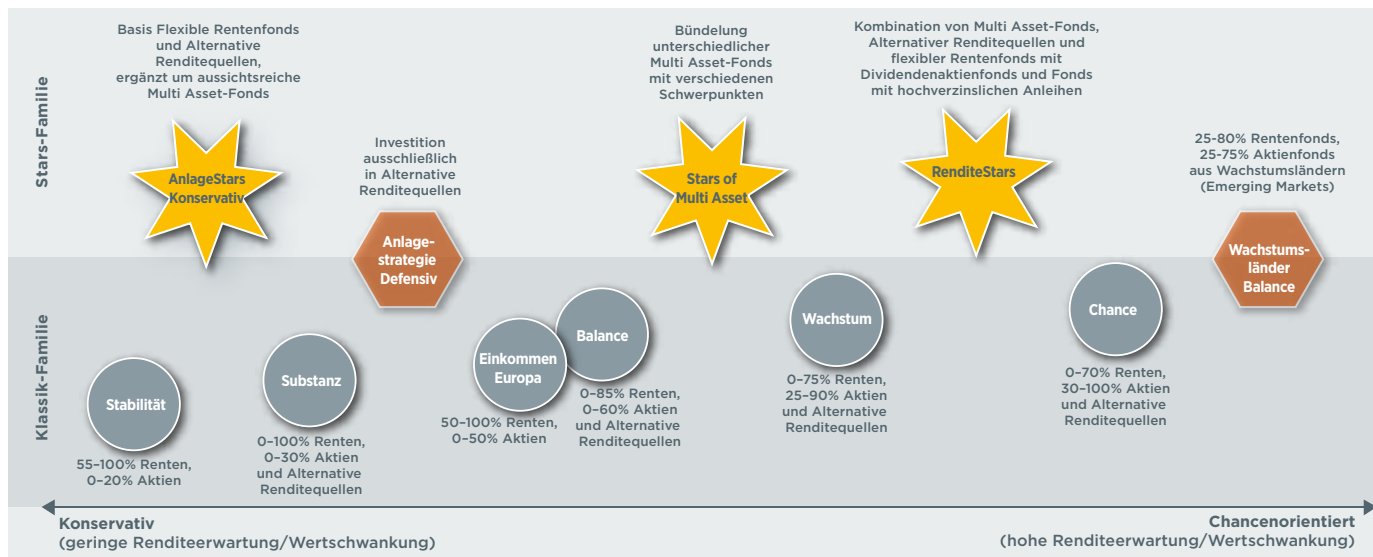 Stars-Familie
Basis Flexible Rentenfonds
und Alternative
Renditequellen,
ergänzt um aussichtsreiche
Multi Asset-Fonds
AnlageStars
Konservativ
Investition
ausschließlich
in Alternative
Renditequellen
Anlage-
strategie
Defensiv
Bündelung
unterschiedlicher
Multi Asset-Fonds
mit verschiedenen
Schwerpunkten
Stars of
Multi Asset
Kombination von Multi Asset-Fonds,
Alternativer Renditequellen und
flexibler Rentenfonds mit
Dividendenaktienfonds und Fonds
mit hochverzinslichen Anleihen
RenditeStars
25-80% Rentenfonds,
25-75% Aktienfonds
aus Wachstumsländern
(Emerging Markets)
Wachstums-
länder
Balance
Klassik-Familie
Stabilität
55–100% Renten,
0–20% Aktien
Substanz
0–100% Renten,
0–30% Aktien
und Alternative
Renditequellen
Einkommen
Europa
50–100% Renten,
0–50% Aktien
Balance
0–85% Renten,
0–60% Aktien
und Alternative
Renditequellen
Wachstum
0–75% Renten,
25–90% Aktien
und Alternative
Renditequellen
Chance
0–70% Renten,
30–100% Aktien
und Alternative
Renditequellen
Konservativ
(geringe Renditeerwartung/Wertschwankung)
Chancenorientiert
(hohe Renditeerwartung/Wertschwankung)